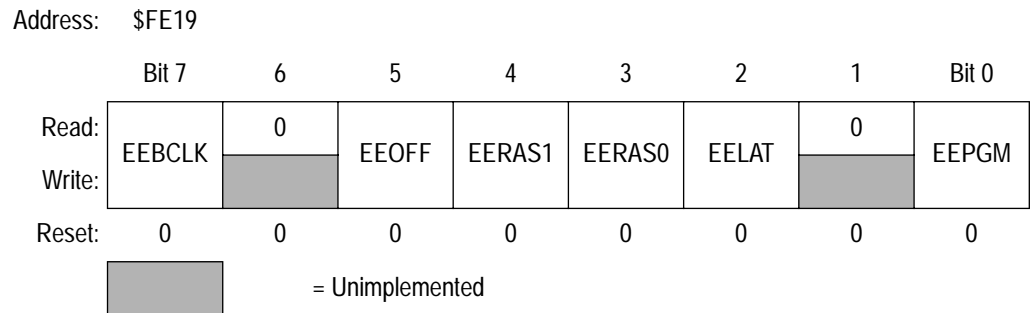 Address: $FE19
Bit 7 6 5 4 3 2 1 Bit 0
Read: 0 0
EEBCLK EEOFF EERAS1 EERAS0 EELAT EEPGM
Write:
Reset: 0 0 0 0 0 0 0 0
= Unimplemented